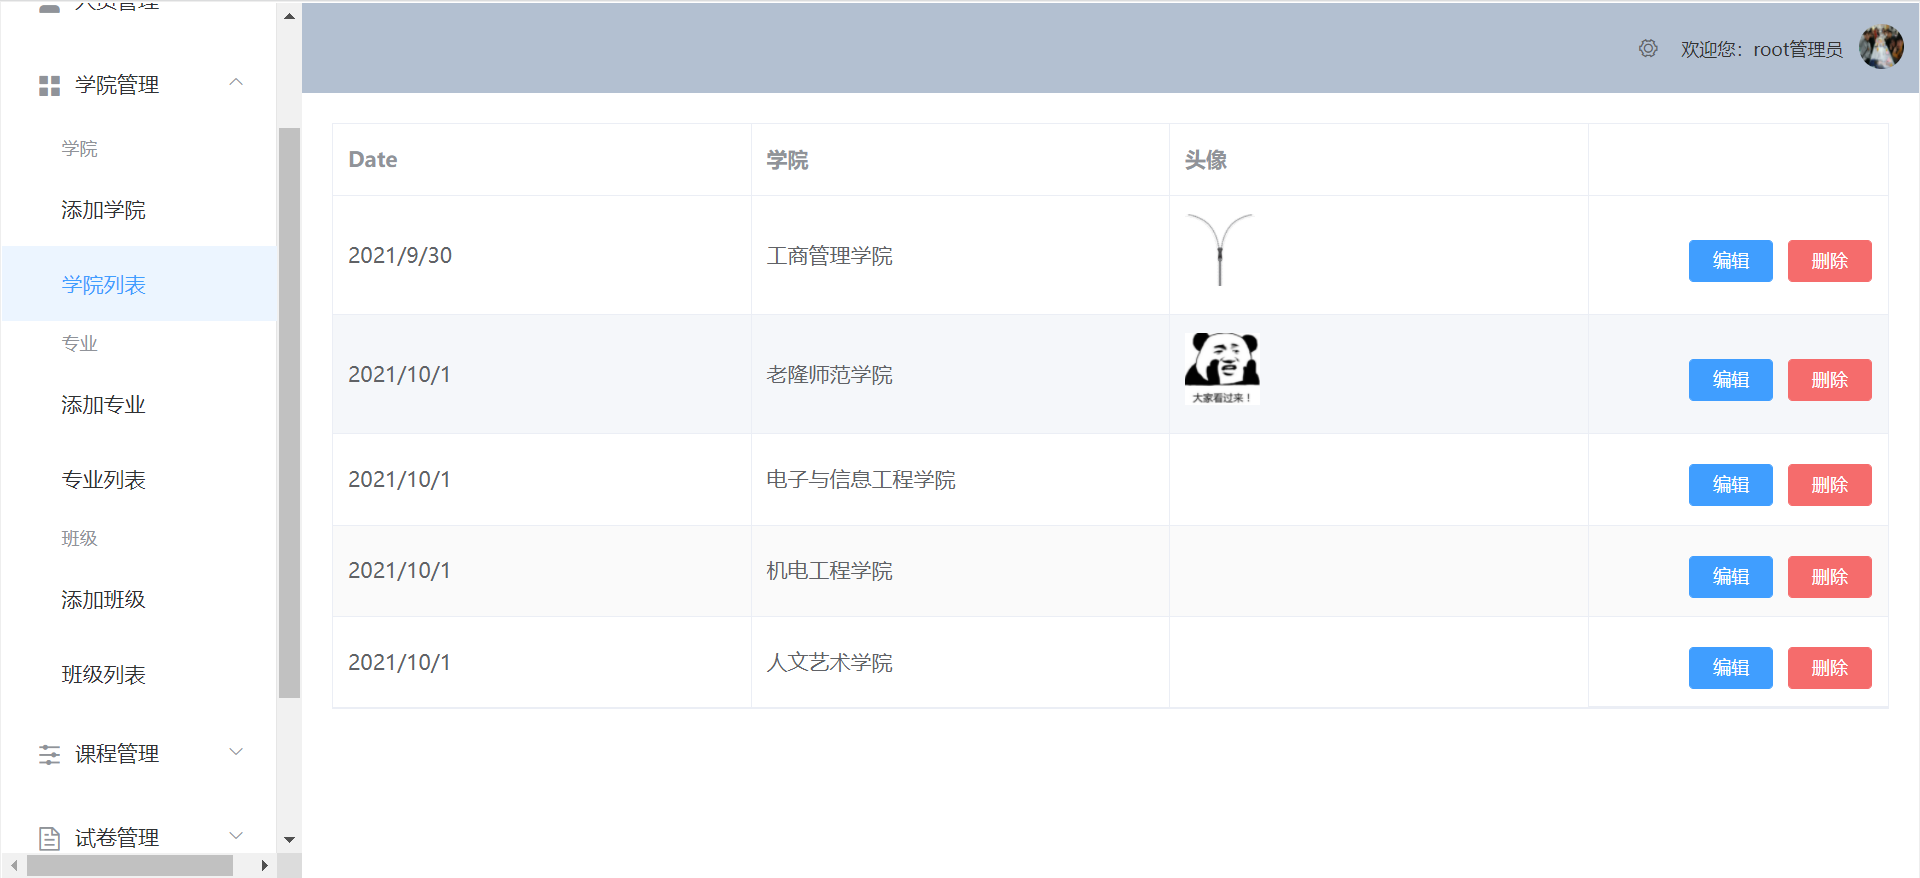 人员管理
学院管理
学院
添加学院
学院列表
专业
添加专业
专业列表
班级
添加班级
班级列表
课程管理
试卷管理
欢迎您：root管理员
Date 学院 头像
2021/9/30 工商管理学院 编辑 删除
2021/10/1 老隆师范学院 大家看过来！ 编辑 删除
2021/10/1 电子与信息工程学院 编辑 删除
2021/10/1 机电工程学院 编辑 删除
2021/10/1 人文艺术学院 编辑 删除